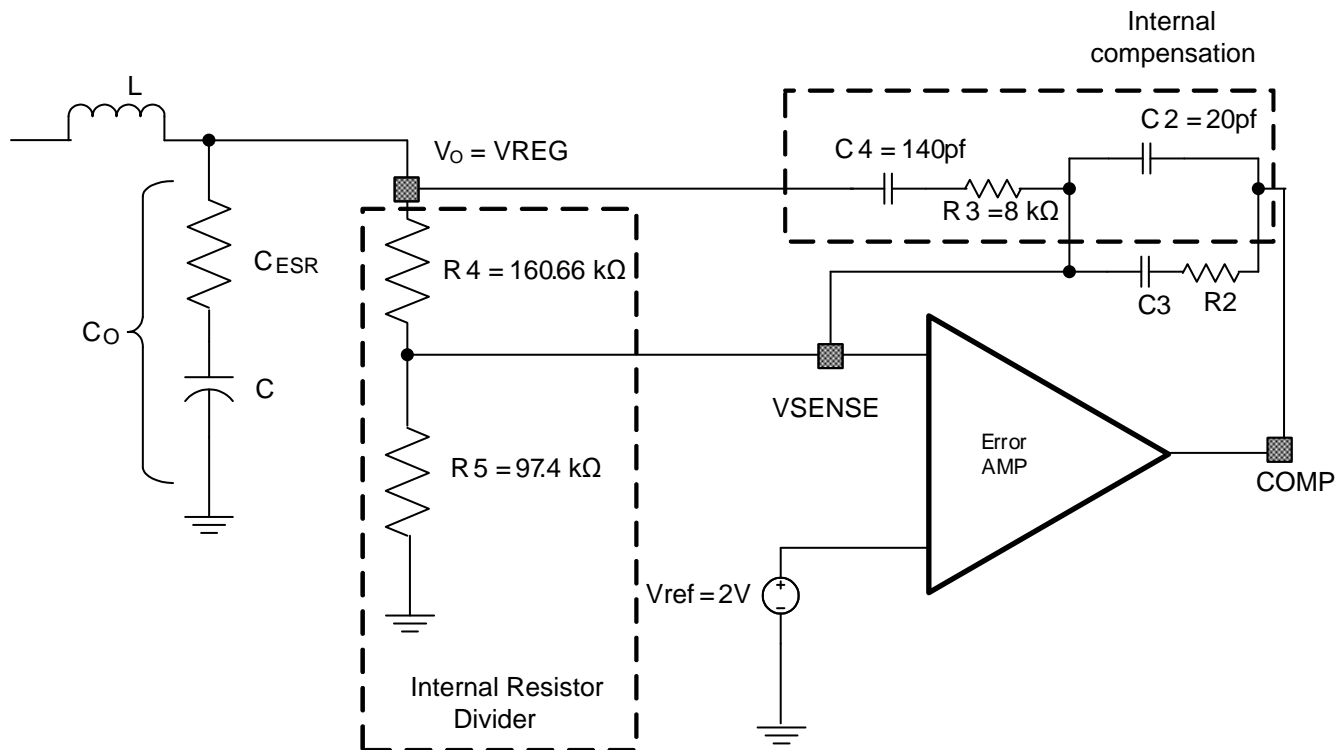 Internal
compensation
L
C 2 = 20pf
VO = VREG
C 4 = 140pf
R 3 = 8 kΩ
CESR
R 4 = 160.66 kΩ
C3
R2
CO
C
VSENSE
Error
AMP
R 5 = 97.4 kΩ
COMP
Vref = 2V
+
−
Internal Resistor
Divider